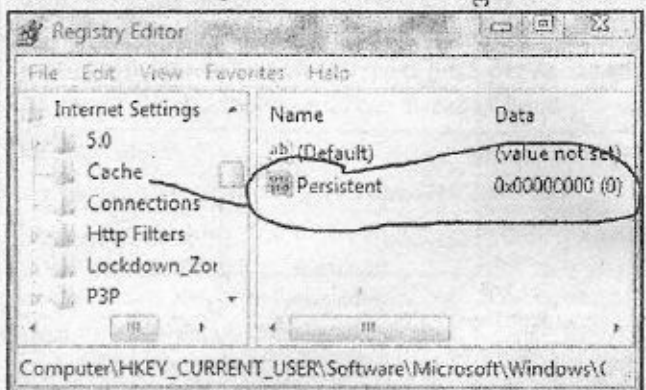 Registry Editor
File Edit View Favorites Help
Internet Settings
5.0
Cache
Connections
Http Filters
Lockdown_Zor
P3P
Name Data
ab (Default) (value not set)
Persistent 0x00000000 (0)
Computer\HKEY_CURRENT_USER\Software\Microsoft\Windows\(